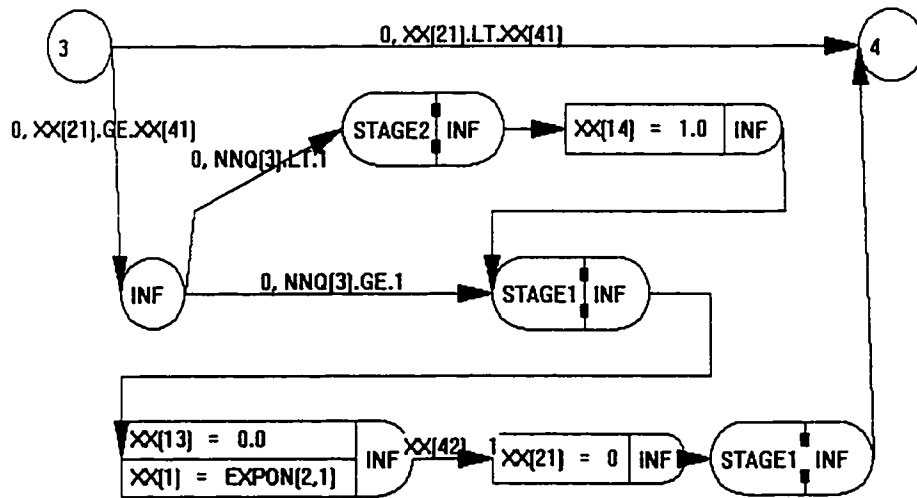 3
0, XX[21].LT.XX[41]
4
0, XX[21].GE.XX[41]
STAGE2 INF
XX[14] = 1.0 INF
0, NNQ[3].LT.1
INF
0, NNQ[3].GE.1
STAGE1 INF
XX[13] = 0.0
XX[1] = EXPON[2,1]
INF
XX[42] 1
XX[21] = 0 INF
STAGE1 INF